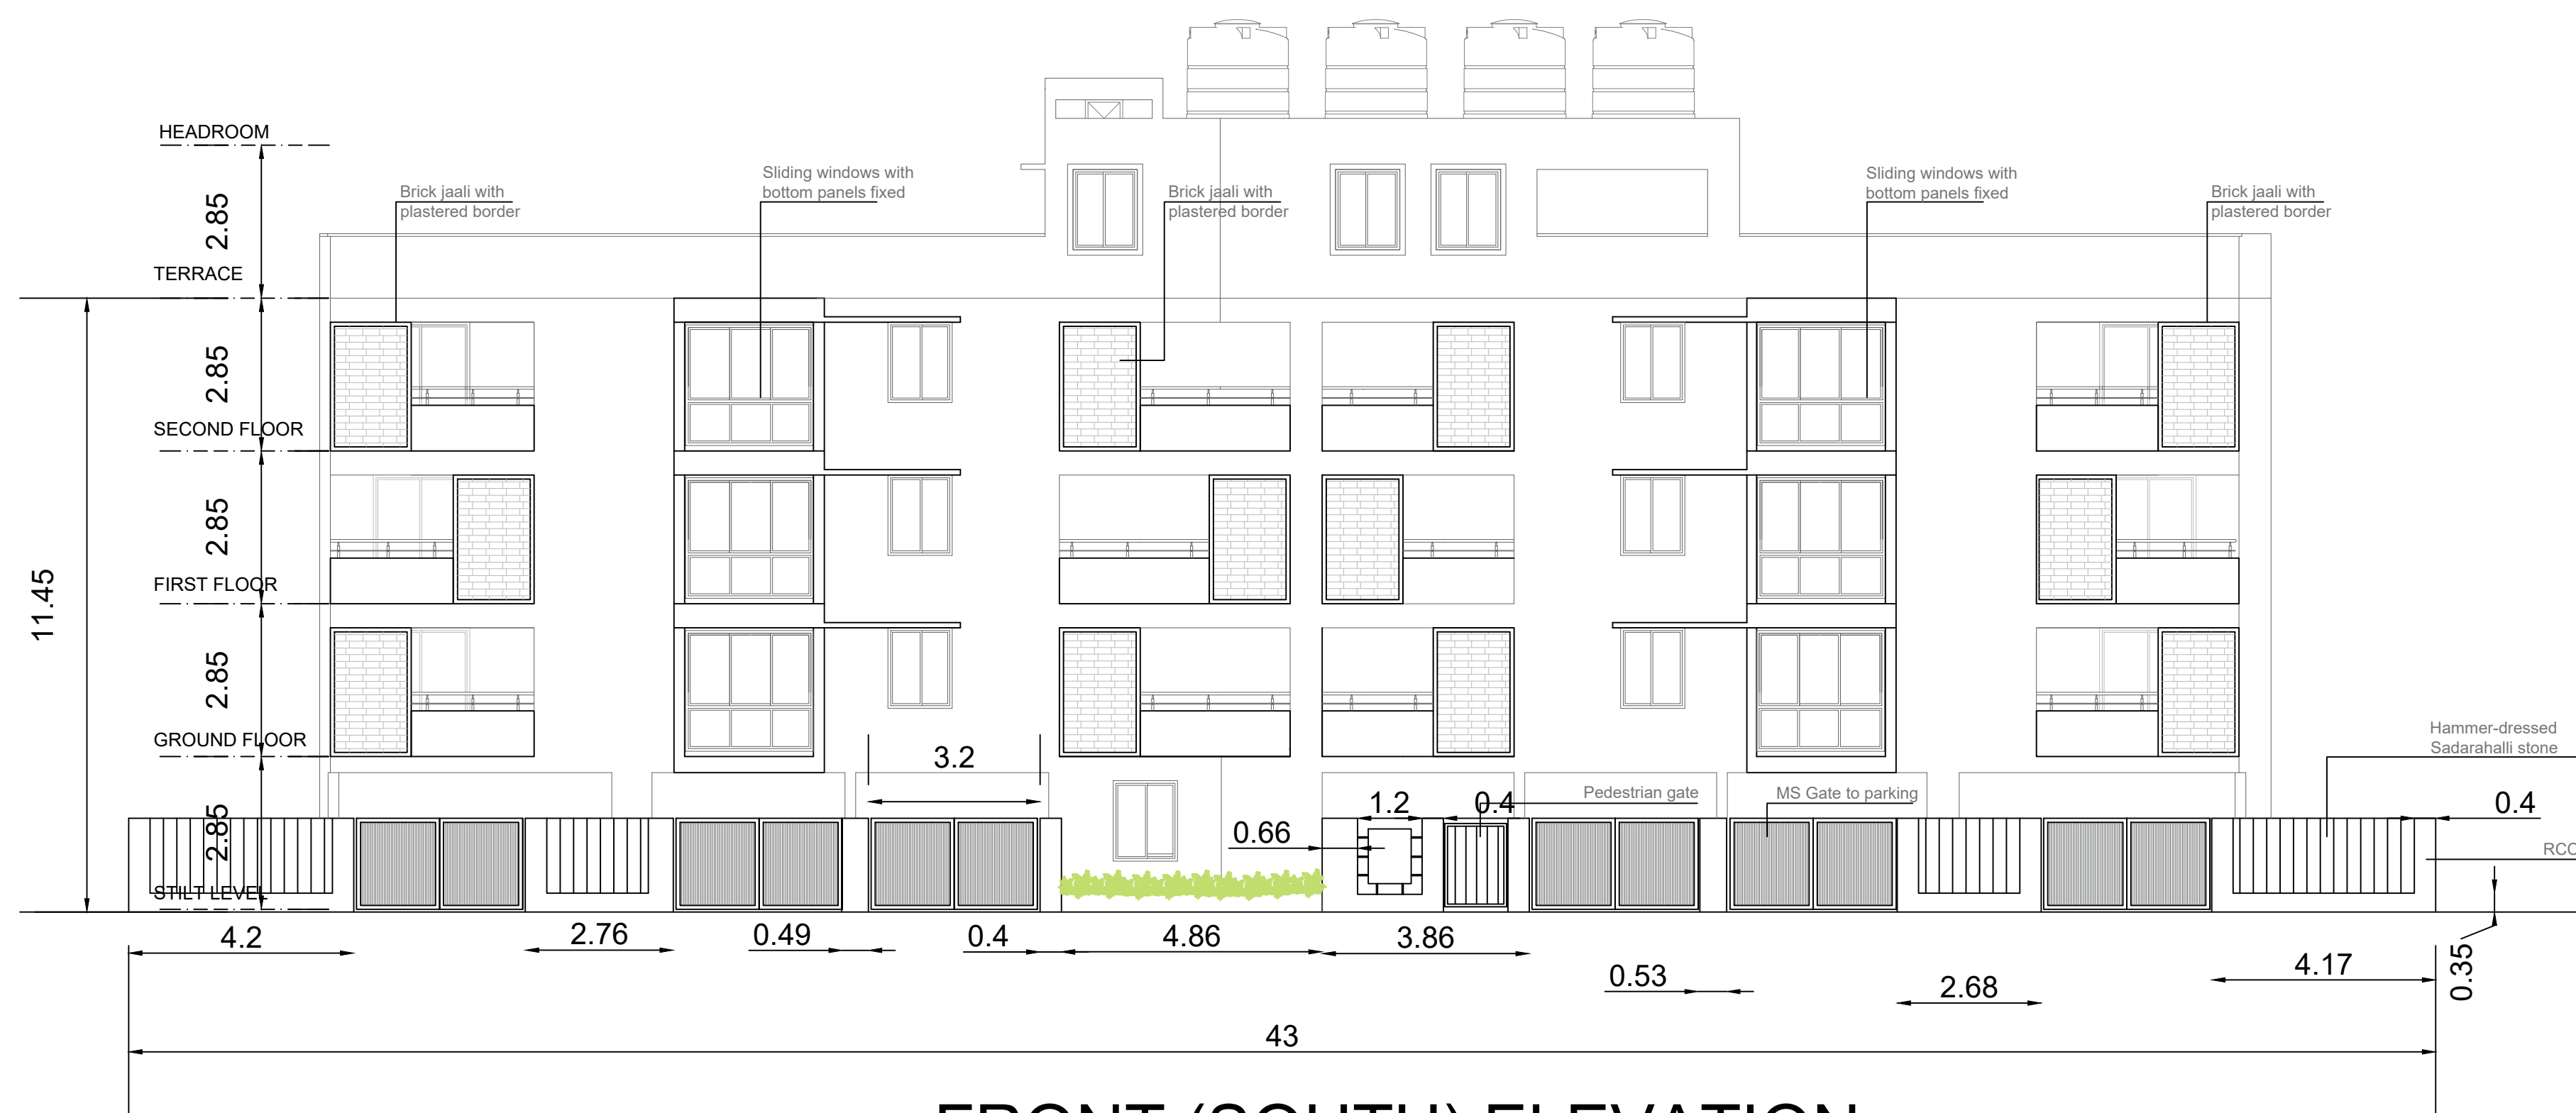 HEADROOM
2.85
TERRACE
2.85
SECOND FLOOR
2.85
FIRST FLOOR
2.85
GROUND FLOOR
2.85
STILT LEVEL
11.45
Brick jaali with
plastered border
Sliding windows with
bottom panels fixed
Brick jaali with
plastered border
Sliding windows with
bottom panels fixed
Brick jaali with
plastered border
Hammer-dressed
Sadarahalli stone
3.2
1.2
0.4
Pedestrian gate
MS Gate to parking
0.4
0.66
RCC
4.2
2.76
0.49
0.4
4.86
3.86
0.53
2.68
4.17
0.35
43
FRONT (SOUTH) ELEVATION